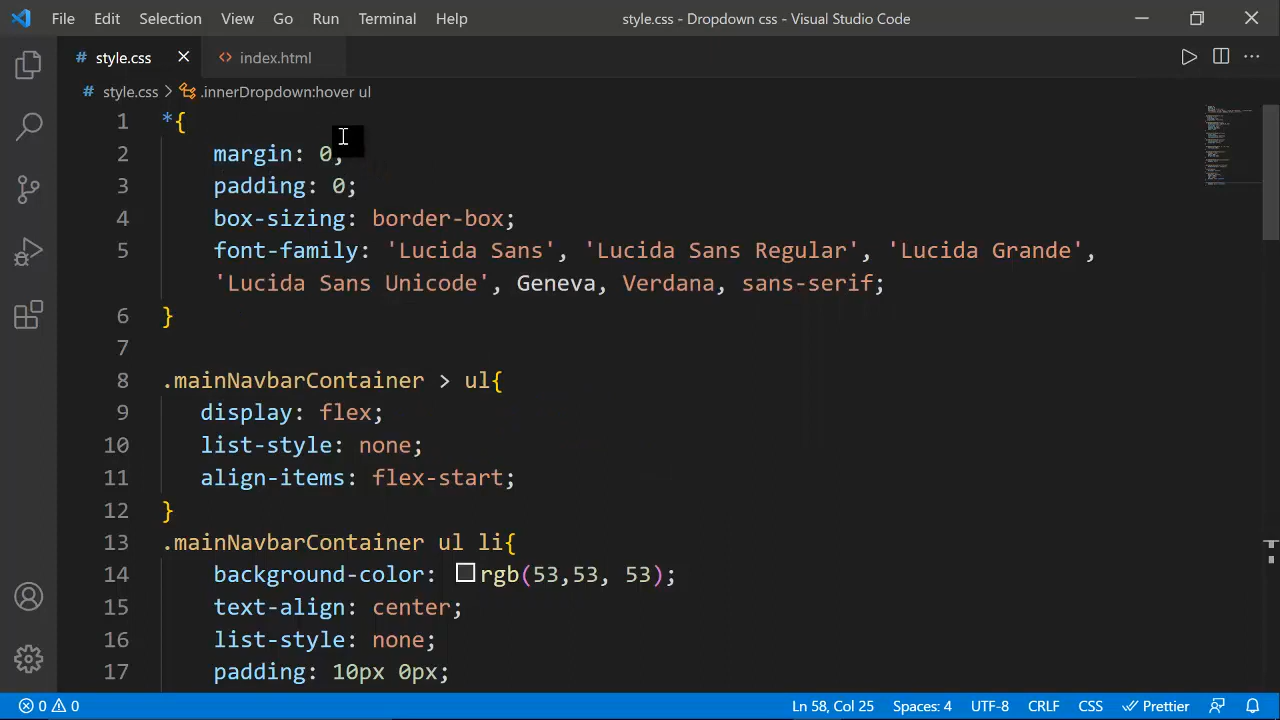 File Edit Selection View Go Run Terminal Help style.css - Dropdown css - Visual Studio Code
# style.css <> index.html
# style.css > .innerDropdown:hover ul
1 *{
2 margin: 0;
3 padding: 0;
4 box-sizing: border-box;
5 font-family: 'Lucida Sans', 'Lucida Sans Regular', 'Lucida Grande',
'Lucida Sans Unicode', Geneva, Verdana, sans-serif;
6 }
7
8 .mainNavbarContainer > ul{
9 display: flex;
10 list-style: none;
11 align-items: flex-start;
12 }
13 .mainNavbarContainer ul li{
14 background-color: rgb(53,53, 53);
15 text-align: center;
16 list-style: none;
17 padding: 10px 0px;
0 0 Ln 58, Col 25 Spaces: 4 UTF-8 CRLF CSS Prettier